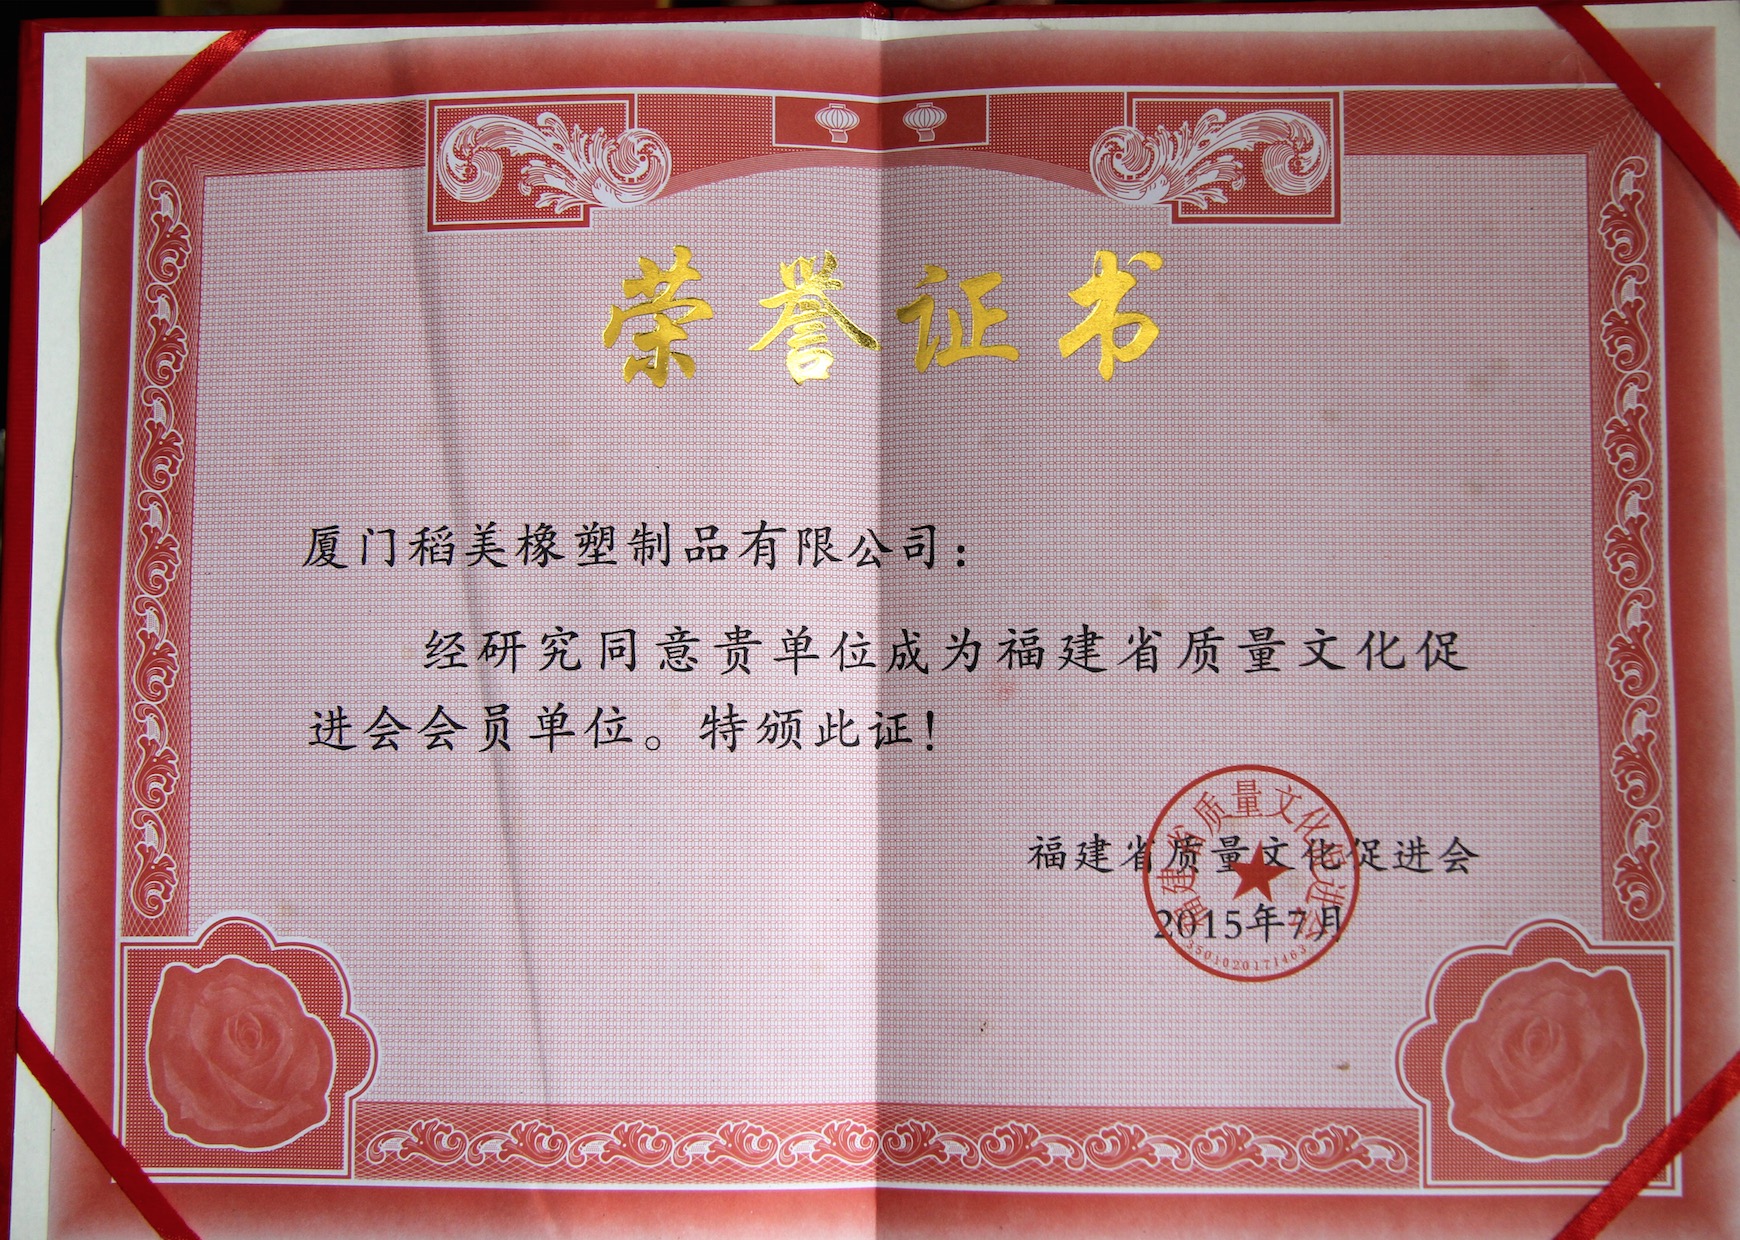 荣誉证书
厦门稻美橡塑制品有限公司：
经研究同意贵单位成为福建省质量文化促
进会会员单位。特颁此证！
福建省质量文化促进会
2015年7月
福建省质量文化促进会
3501020171463